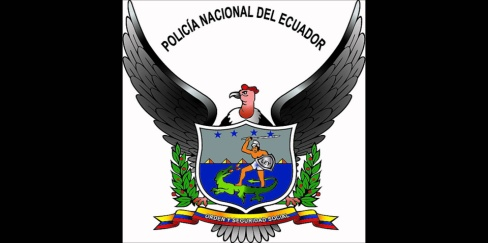 POLICÍA NACIONAL DEL ECUADOR
ORDEN Y SEGURIDAD SOCIAL